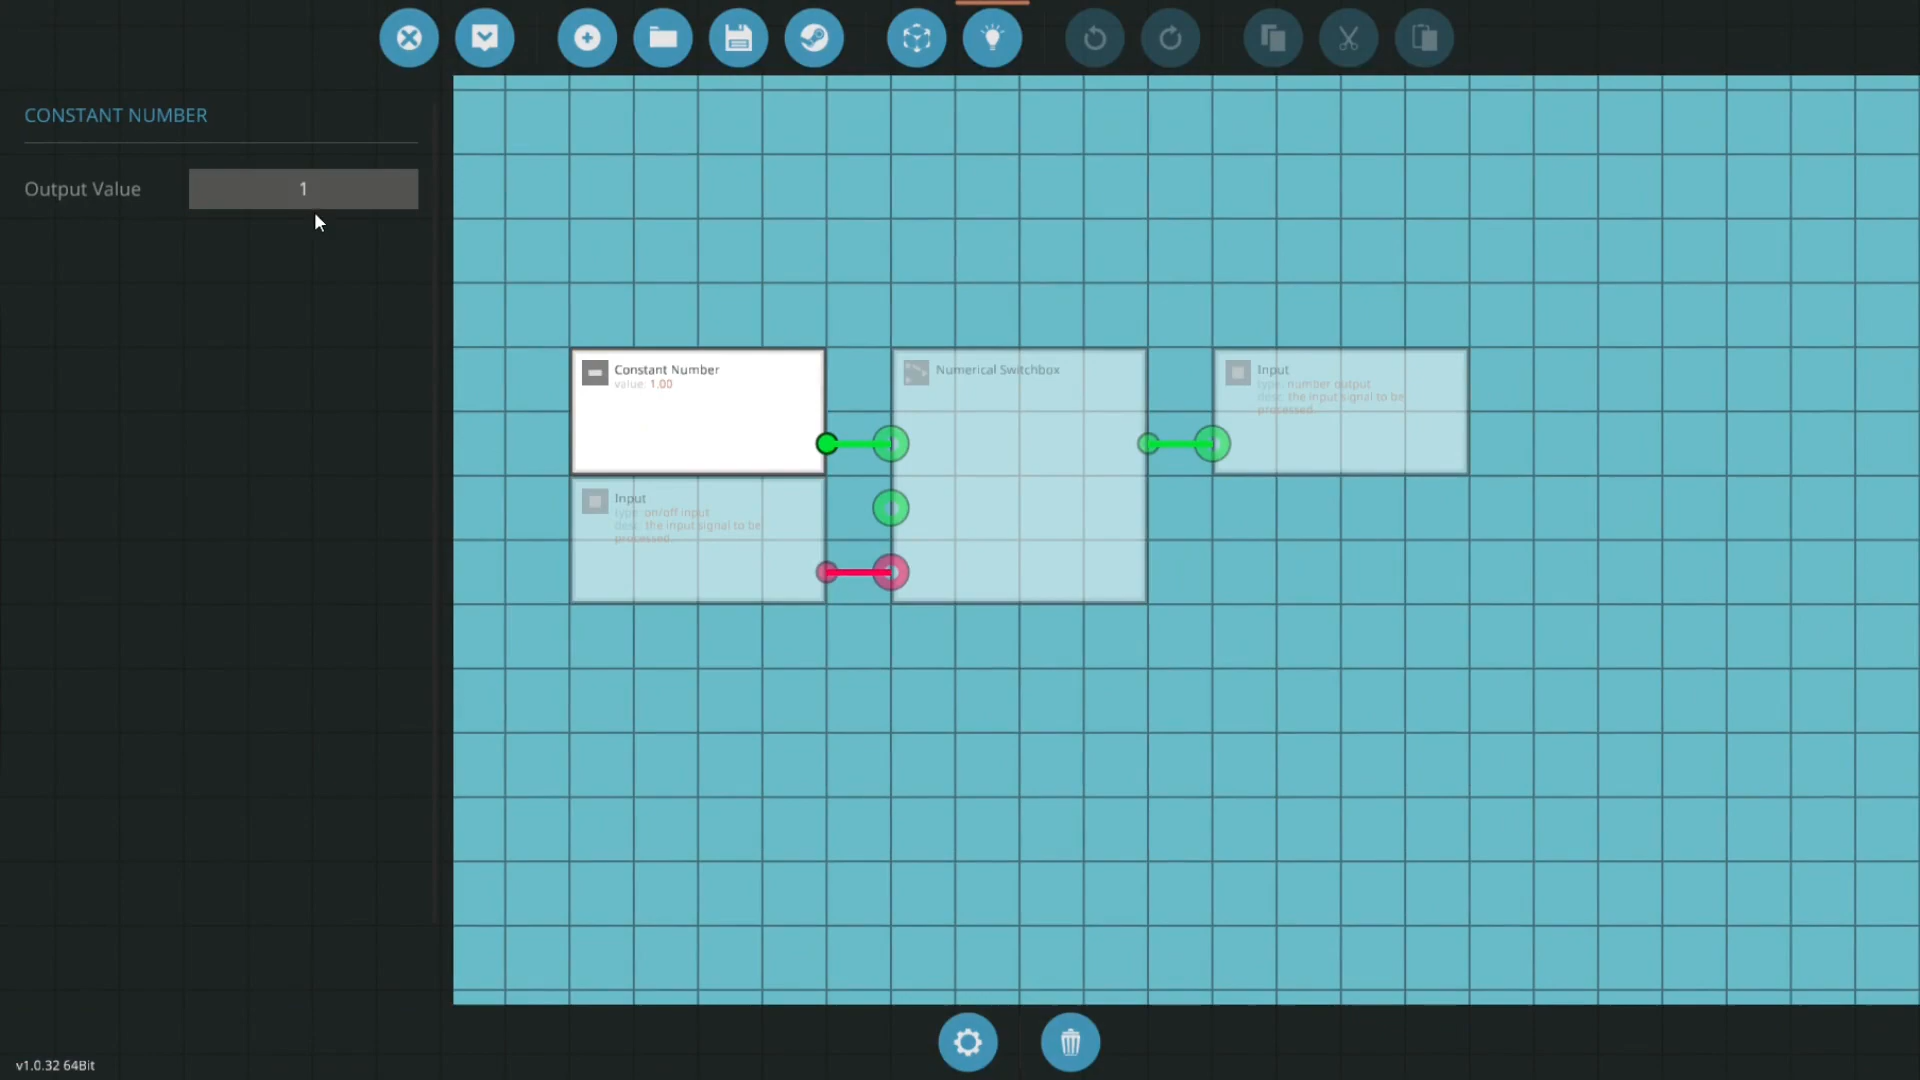 CONSTANT NUMBER
Output Value
1
Constant Number
value: 1.00
Numerical Switchbox
Input
type: number output
desc: the input signal to be
processed.
Input
type: on/off input
desc: the input signal to be
processed.
v1.0.32 64Bit